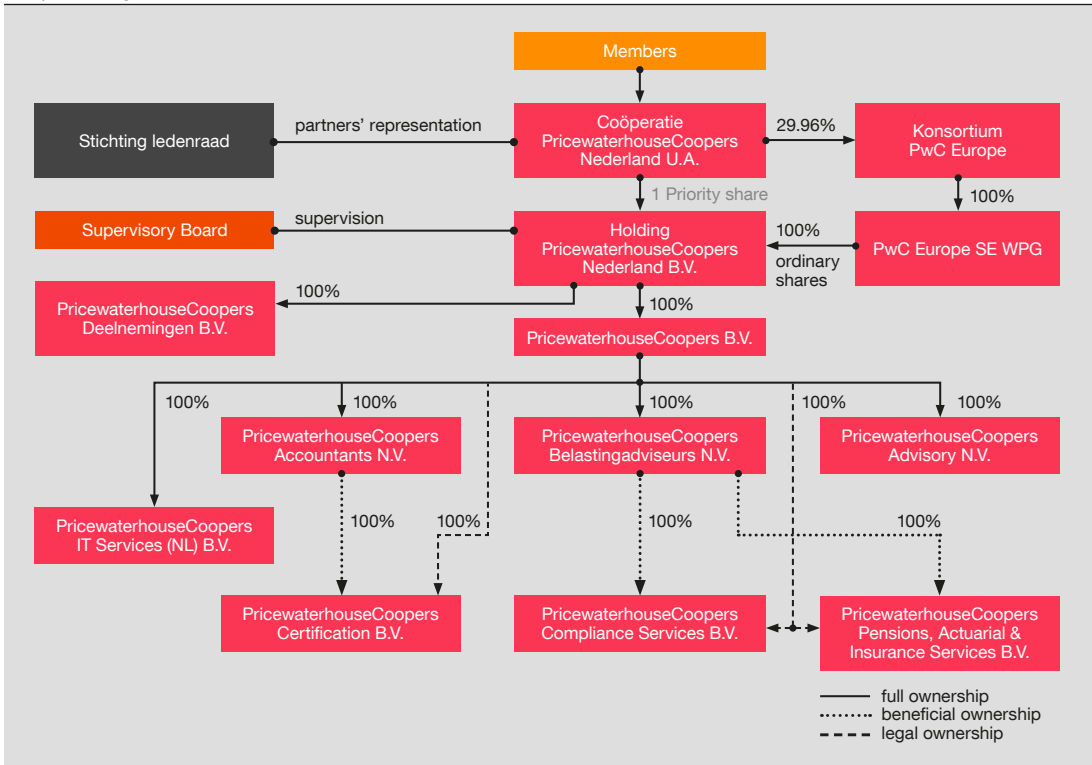 Members
Stichting ledenraad
partners' representation
Coöperatie
PricewaterhouseCoopers
Nederland U.A.
29.96%
Konsortium
PwC Europe
1 Priority share
100%
Supervisory Board
supervision
Holding
PricewaterhouseCoopers
Nederland B.V.
100%
ordinary
shares
PwC Europe SE WPG
PricewaterhouseCoopers
Deelnemingen B.V.
100%
100%
PricewaterhouseCoopers B.V.
100%
100%
100%
100%
100%
PricewaterhouseCoopers
Accountants N.V.
PricewaterhouseCoopers
Belastingadviseurs N.V.
PricewaterhouseCoopers
Advisory N.V.
PricewaterhouseCoopers
IT Services (NL) B.V.
100%
100%
100%
100%
PricewaterhouseCoopers
Certification B.V.
PricewaterhouseCoopers
Compliance Services B.V.
PricewaterhouseCoopers
Pensions, Actuarial &
Insurance Services B.V.
full ownership
beneficial ownership
legal ownership